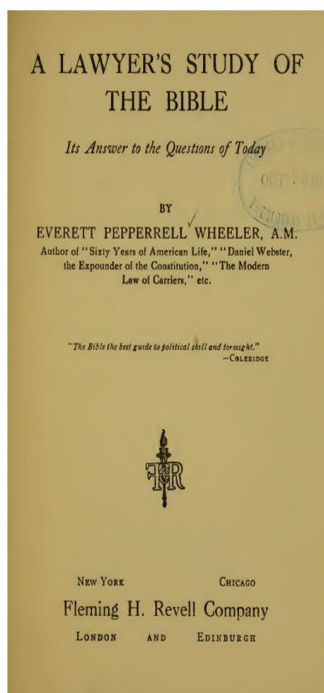 A LAWYER'S STUDY OF
THE BIBLE
Its Answer to the Questions of Today
BY
EVERETT PEPPERRELL WHEELER, A.M.
Author of "Sixty Years of American Life," "Daniel Webster,
the Expounder of the Constitution," "The Modern
Law of Carriers," etc.
"The Bible the best guide to political skill and foresight."
—COLERIDGE
FHR
NEW YORK CHICAGO
Fleming H. Revell Company
LONDON AND EDINBURGH